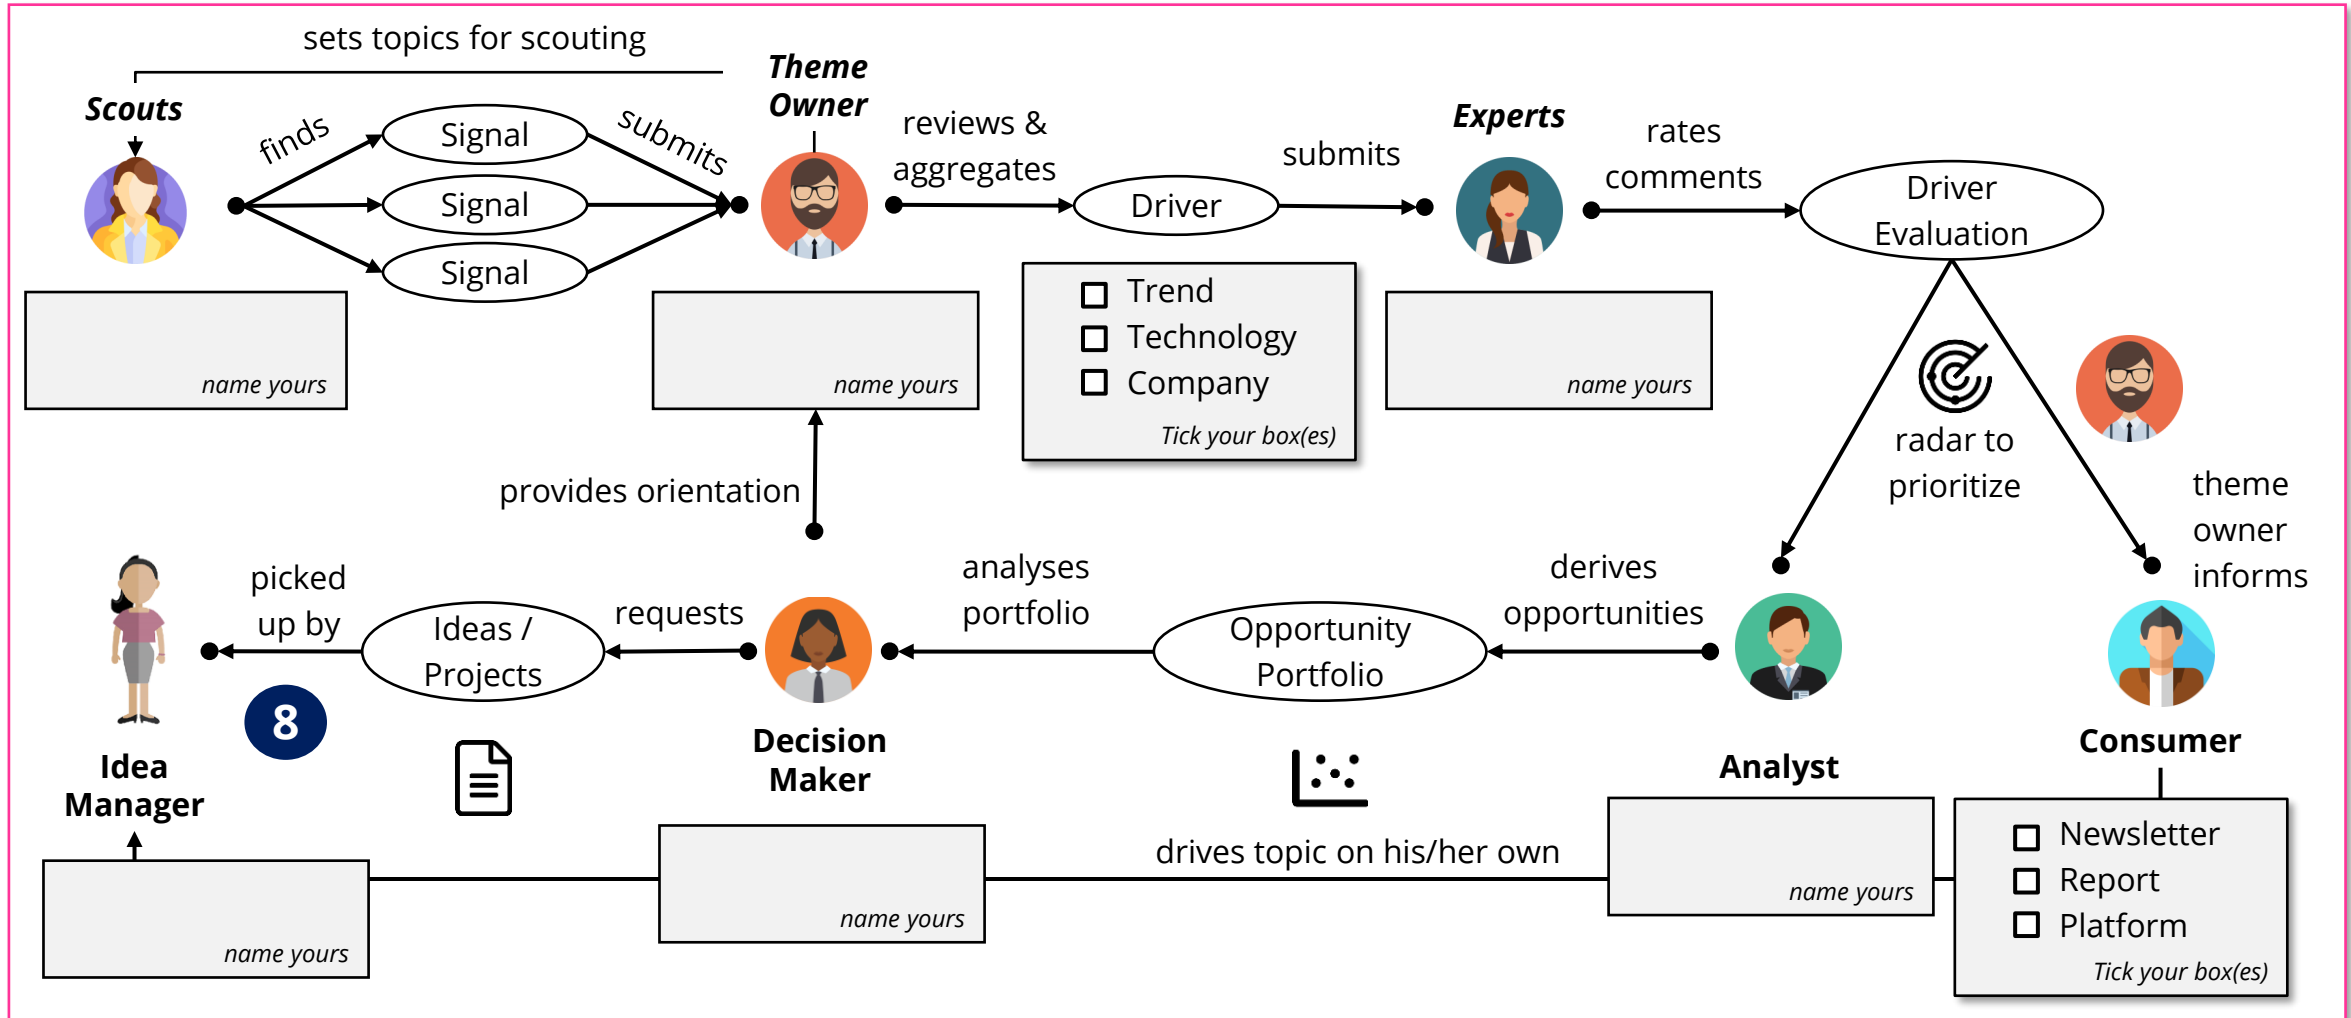 sets topics for scouting
Scouts
finds
Signal
Signal
Signal
submits
Theme
Owner
reviews &
aggregates
Driver
submits
Experts
rates
comments
Driver
Evaluation
name yours
name yours
Trend
Technology
Company
Tick your box(es)
name yours
radar to
prioritize
theme
owner
informs
provides orientation
picked
up by
Ideas /
Projects
requests
analyses
portfolio
Opportunity
Portfolio
derives
opportunities
8
Idea
Manager
Decision
Maker
Analyst
Consumer
name yours
name yours
drives topic on his/her own
name yours
Newsletter
Report
Platform
Tick your box(es)